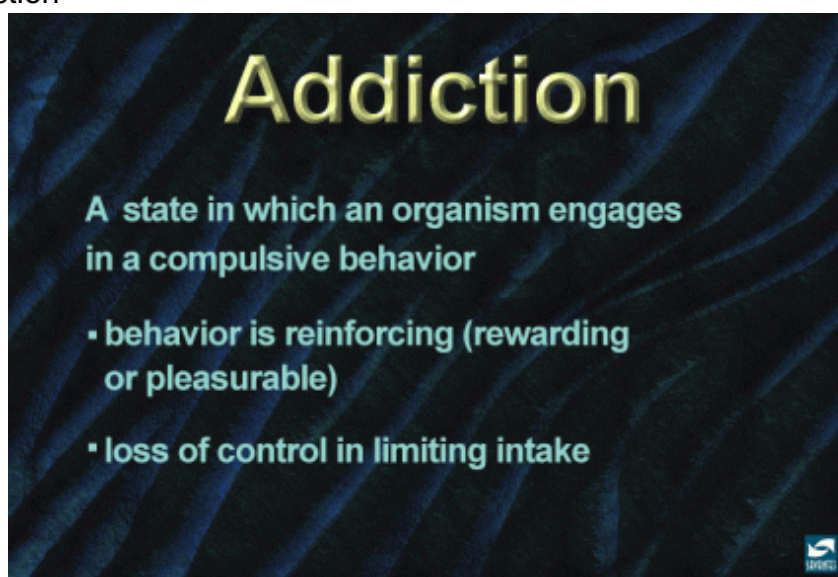 Addiction
A state in which an organism engages
in a compulsive behavior
▪ behavior is reinforcing (rewarding
or pleasurable)
▪ loss of control in limiting intake